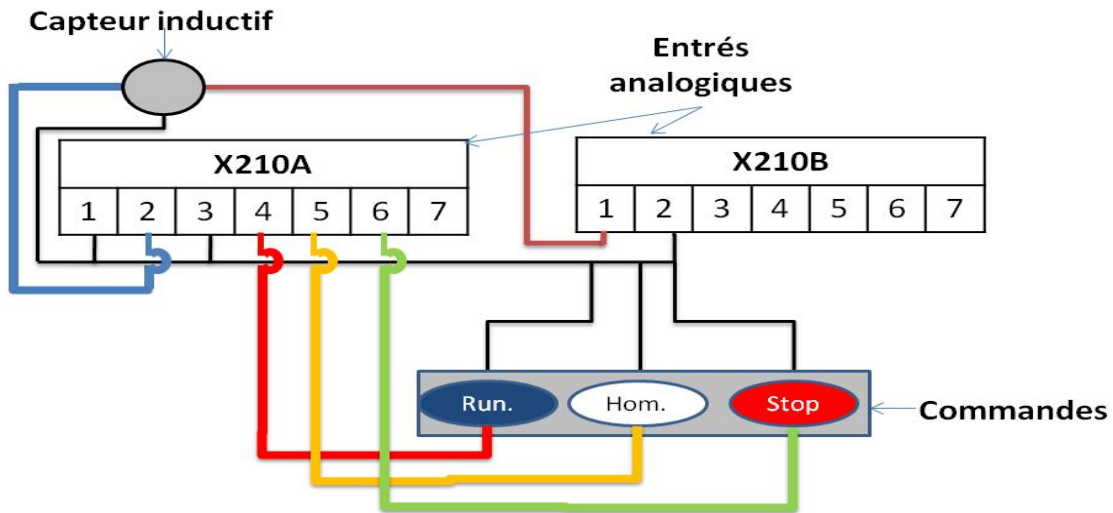 Capteur inductif
Entrés
analogiques
X210A
1 2 3 4 5 6 7
X210B
1 2 3 4 5 6 7
Run. Hom. Stop
Commandes